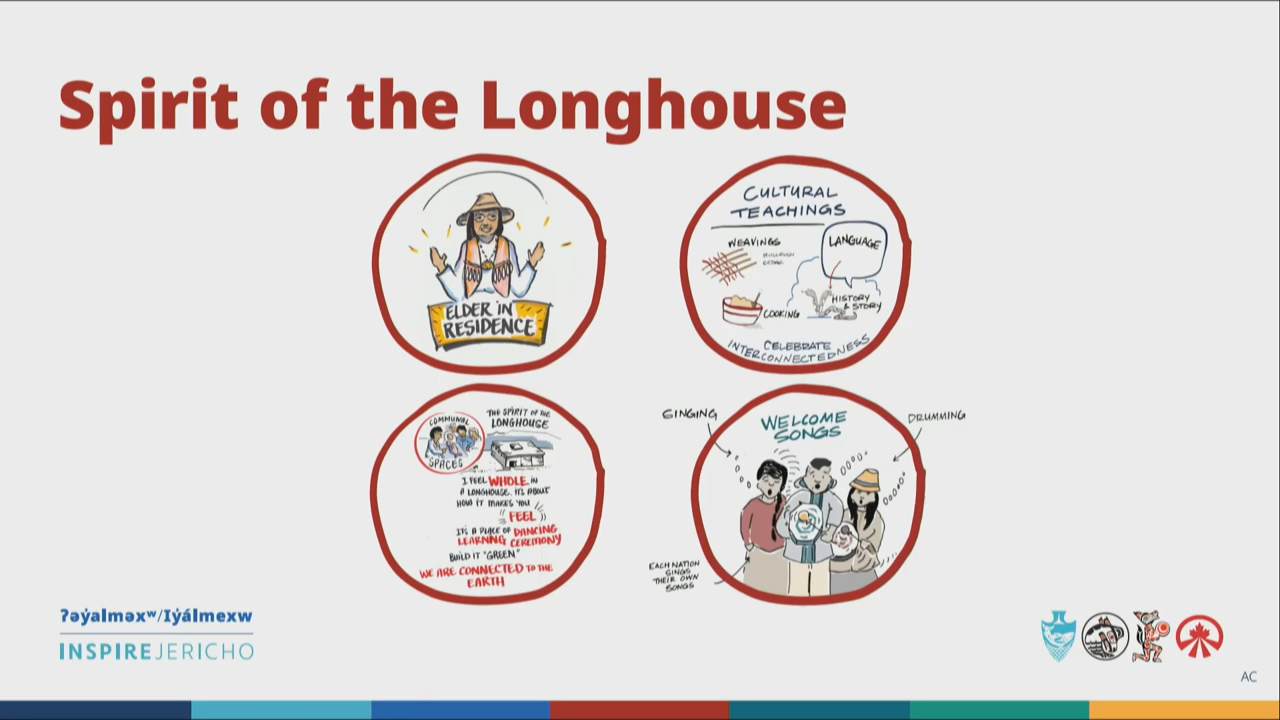 Spirit of the Longhouse
ELDER IN
RESIDENCE
CULTURAL
TEACHINGS
WEAVINGS
LANGUAGE
COOKING
HISTORY
& STORY
CELEBRATE
INTERCONNECTEDNESS
COMMUNAL
SPACES
THE SPIRIT OF THE
LONGHOUSE
I FEEL WHOLE IN
A LONGHOUSE. IT'S ABOUT
HOW IT MAKES YOU
FEEL
IT'S A PLACE OF DANCING
LEARNING CEREMONY
BUILD IT "GREEN"
WE ARE CONNECTED TO THE
EARTH
SINGING
WELCOME
SONGS
DRUMMING
EACH NATION
SINGS
THEIR OWN
SONGS
ʔəy̓alməxʷ/Iy̓álmexw
INSPIREJERICHO
AC